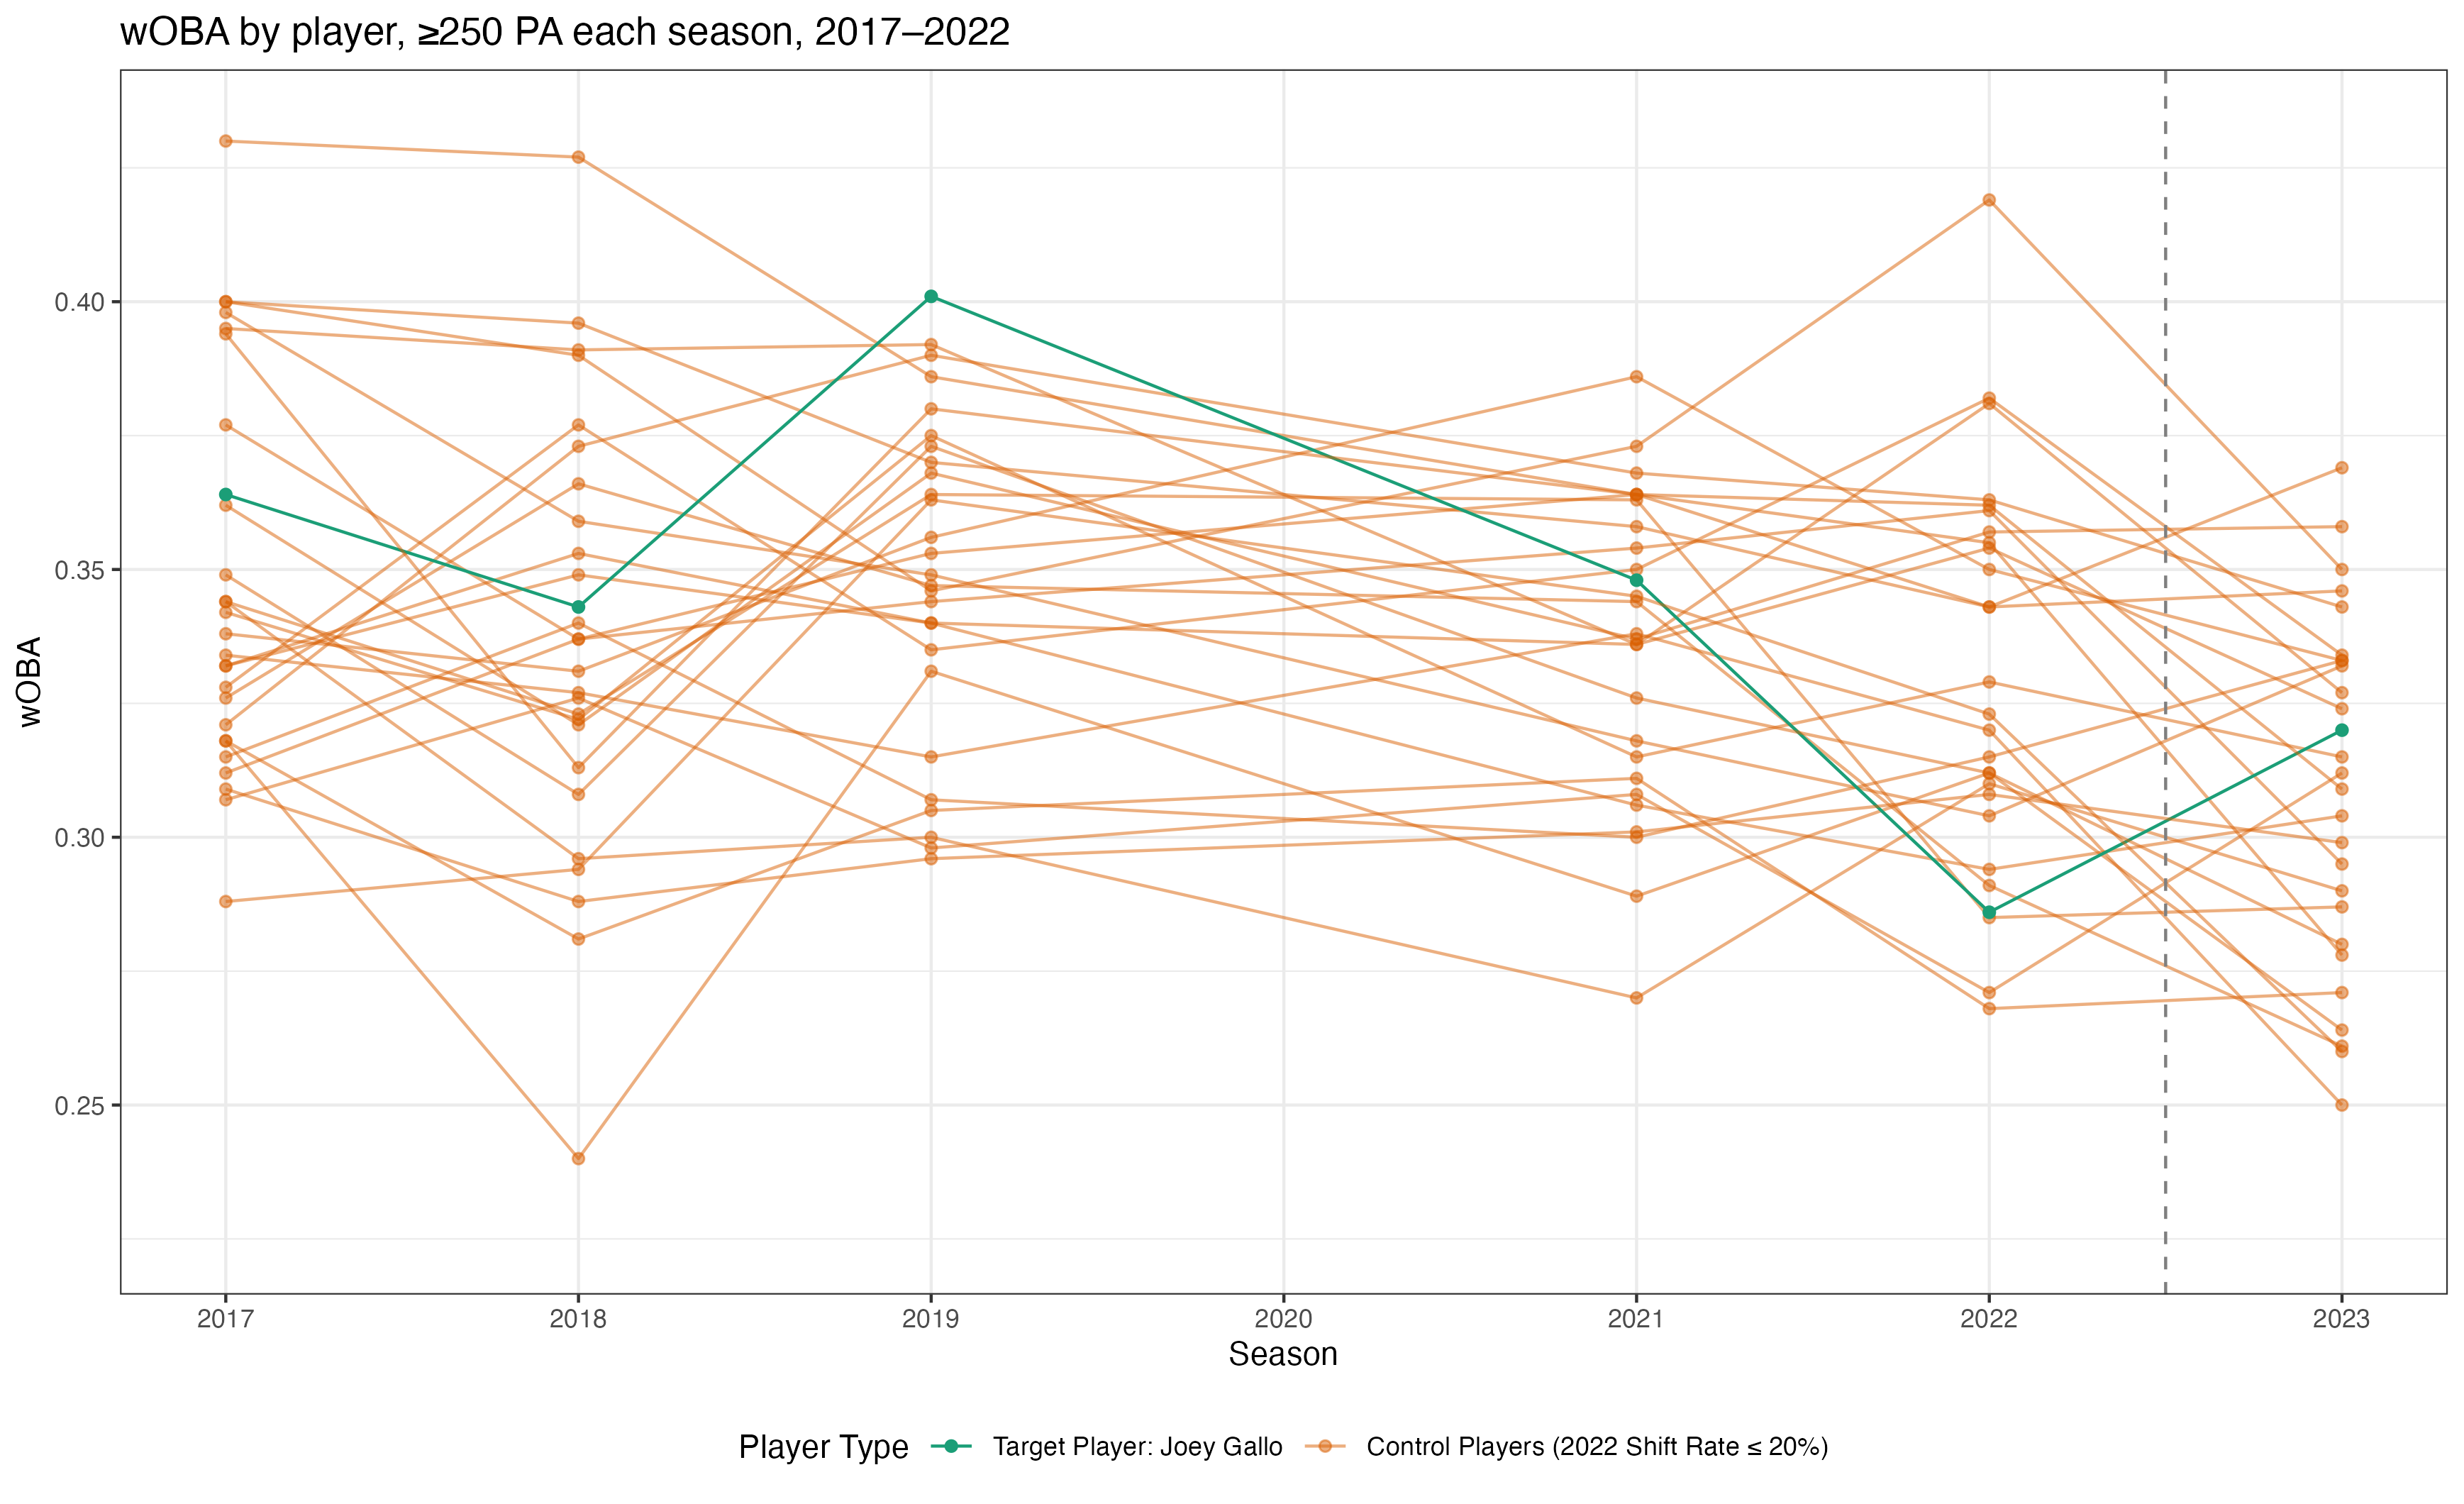 wOBA by player, ≥250 PA each season, 2017–2022
wOBA
0.40
0.35
0.30
0.25
2017 2018 2019 2020 2021 2022 2023
Season
Player Type Target Player: Joey Gallo Control Players (2022 Shift Rate ≤ 20%)